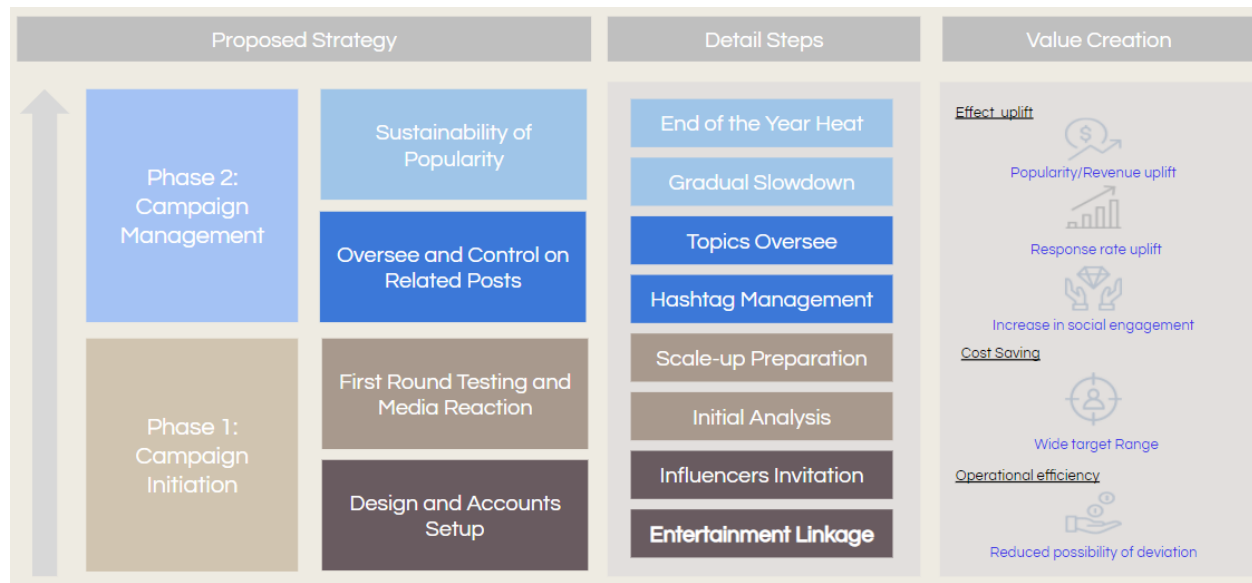 Proposed Strategy
Detail Steps
Value Creation
Phase 2:
Campaign
Management
Sustainability of
Popularity
Oversee and Control on
Related Posts
Phase 1:
Campaign
Initiation
First Round Testing and
Media Reaction
Design and Accounts
Setup
End of the Year Heat
Gradual Slowdown
Topics Oversee
Hashtag Management
Scale-up Preparation
Initial Analysis
Influencers Invitation
Entertainment Linkage
Effect uplift
$
Popularity/Revenue uplift
Response rate uplift
Increase in social engagement
Cost Saving
Wide target Range
Operational efficiency
Reduced possibility of deviation